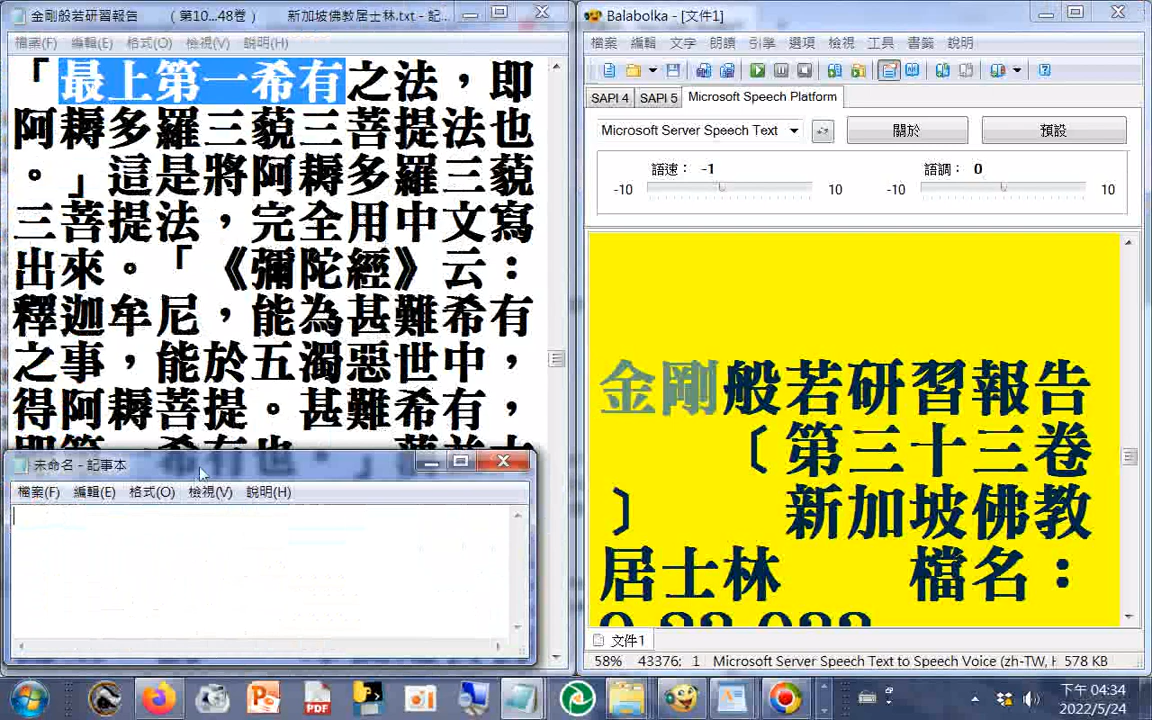 金剛般若研習報告 （第10...48卷） 新加坡佛教居士林.txt - 記...
檔案(F) 編輯(E) 格式(O) 檢視(V) 說明(H)
「最上第一希有之法，即
阿耨多羅三藐三菩提法也
。」這是將阿耨多羅三藐
三菩提法，完全用中文寫
出來。「《彌陀經》云：
釋迦牟尼，能為甚難希有
之事，能於五濁惡世中，
得阿耨菩提。甚難希有，
未命名 - 記事本
檔案(F) 編輯(E) 格式(O) 檢視(V) 說明(H)
Balabolka - [文件1]
檔案 編輯 文字 朗讀 引擎 選項 檢視 工具 書籤 說明
SAPI 4 SAPI 5 Microsoft Speech Platform
Microsoft Server Speech Text 關於 預設
語速： -1 語調： 0
-10 10 -10 10
金剛般若研習報告
〔第三十三卷
〕 新加坡佛教
居士林 檔名：
文件1
58% 43376; 1 Microsoft Server Speech Text to Speech Voice (zh-TW, H 578 KB
PDF
下午 04:34
2022/5/24